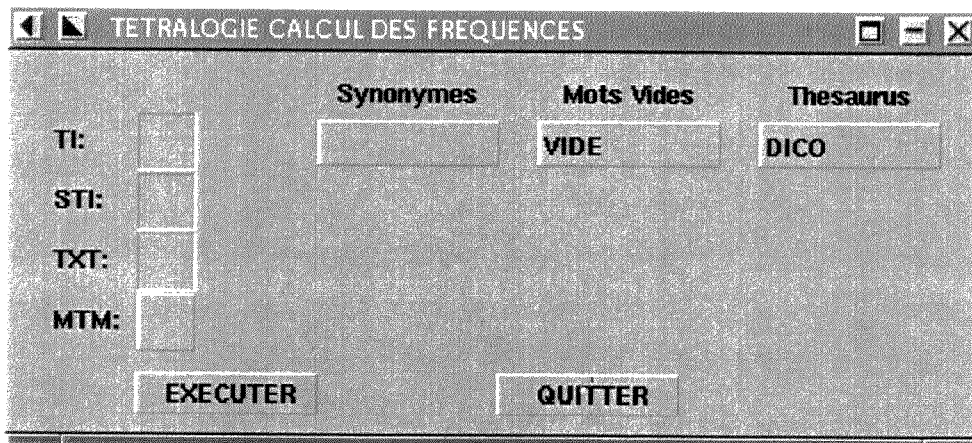 TETRALOGIE CALCUL DES FREQUENCES
Synonymes Mots Vides Thesaurus
TI: VIDE DICO
STI:
TXT:
MTM:
EXECUTER QUITTER